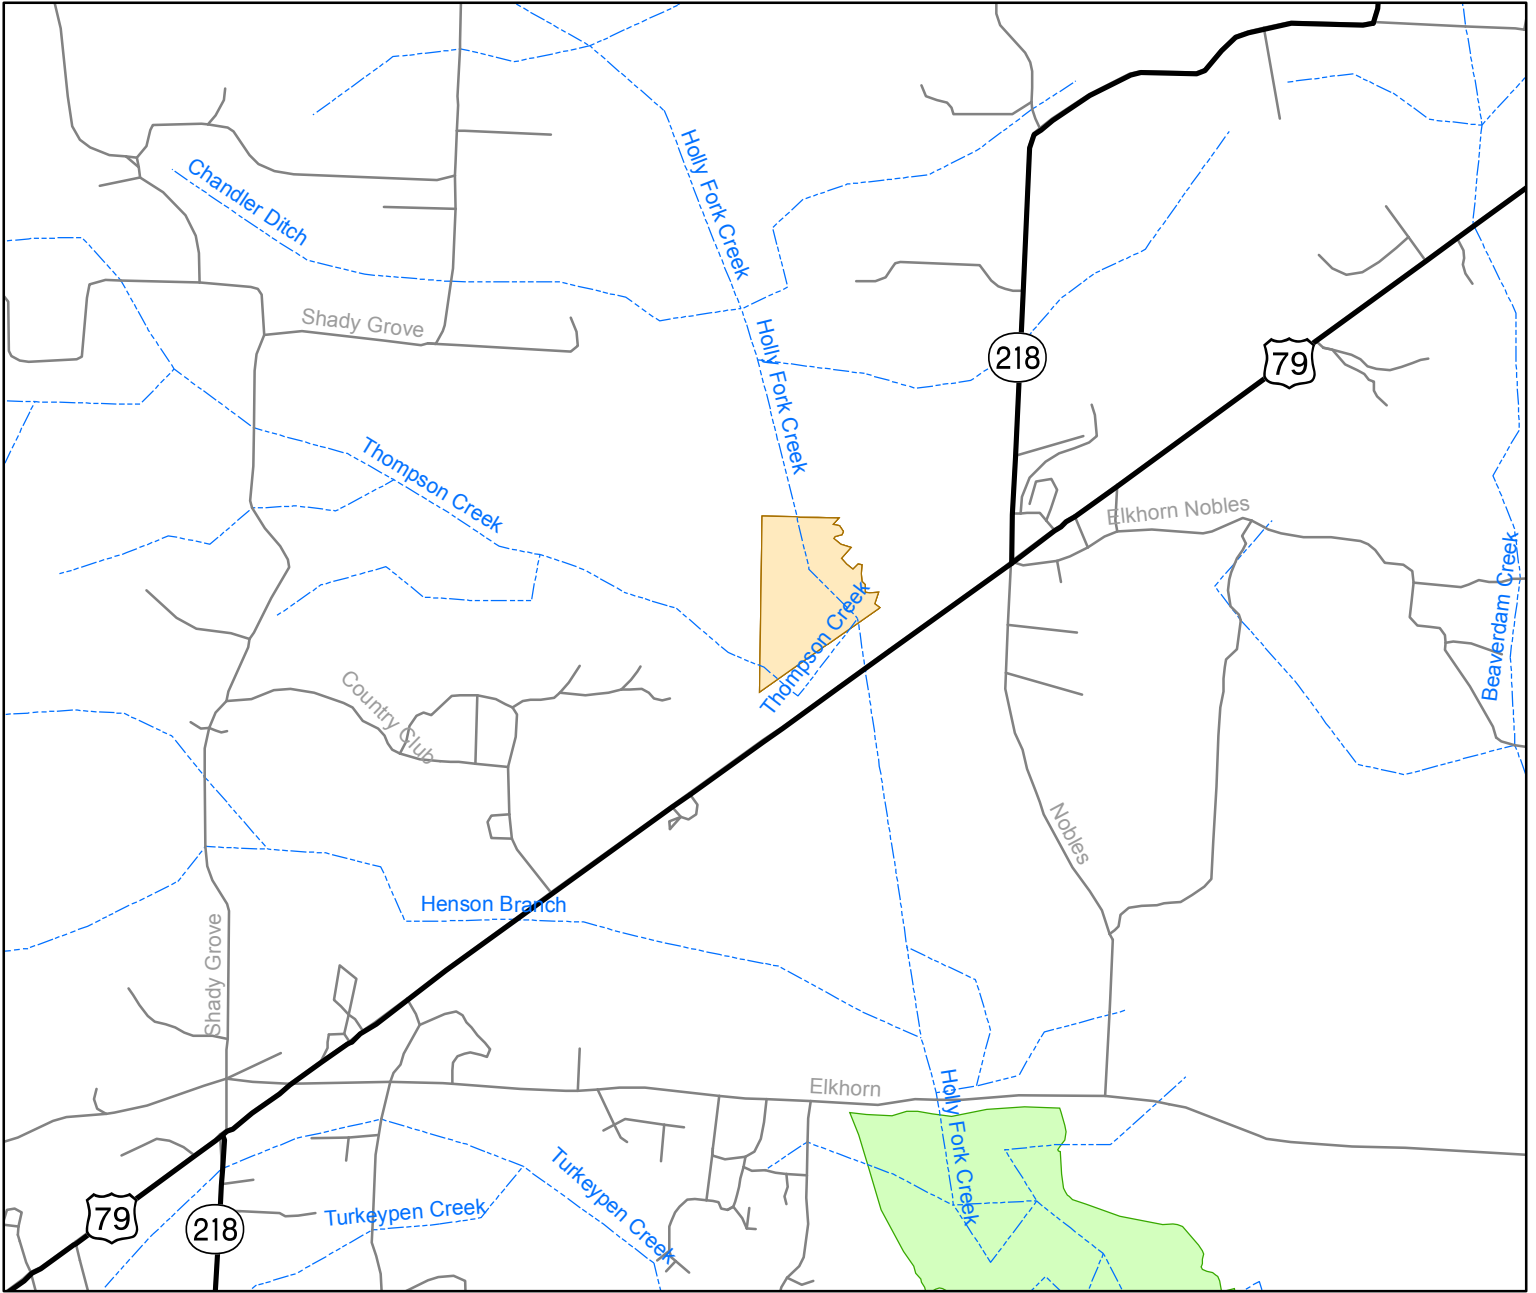 Holly Fork Creek
Chandler Ditch
Shady Grove
Holly Fork Creek
218
79
Thompson Creek
Elkhorn Nobles
Beaverdam Creek
Thompson Creek
Country Club
Nobles
Henson Branch
Shady Grove
Elkhorn
Holly Fork Creek
Turkeypen Creek
Turkeypen Creek
79
218